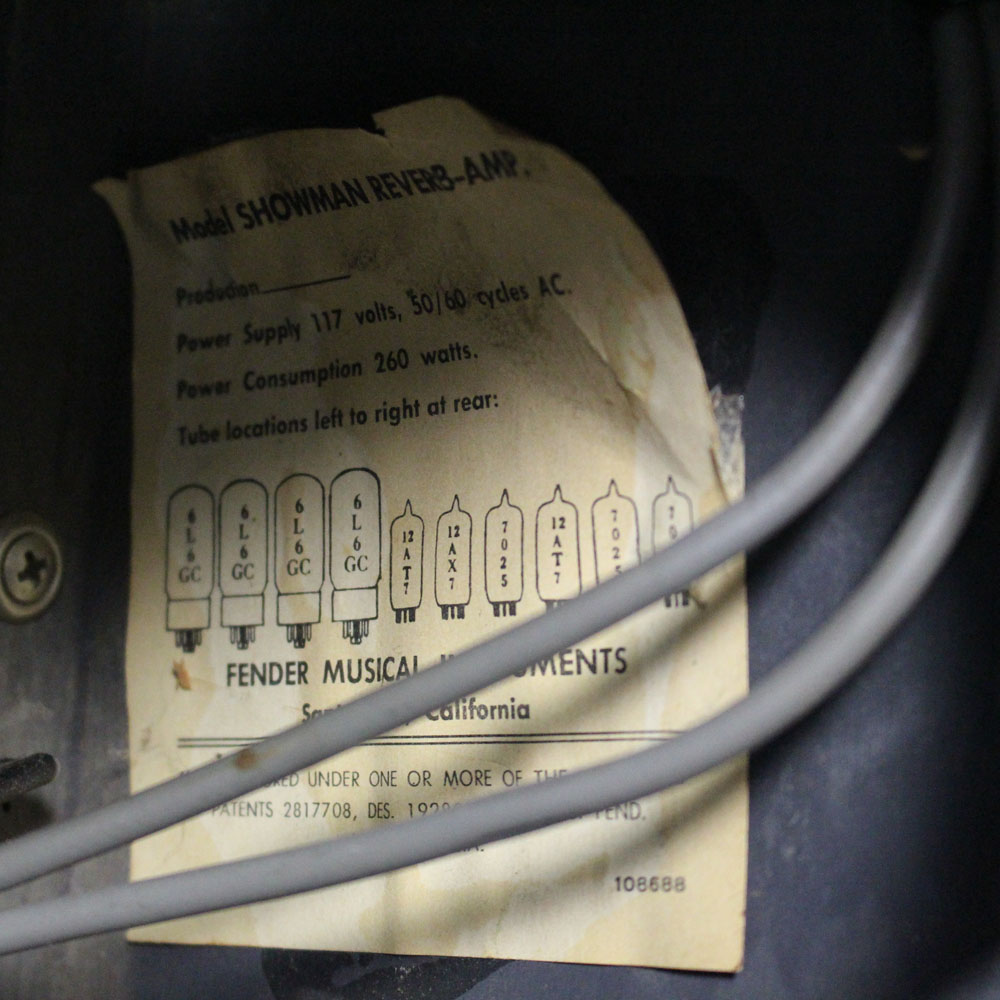 Model SHOWMAN REVERB-AMP.
Production
Power Supply 117 volts, 50/60 cycles AC.
Power Consumption 260 watts.
Tube locations left to right at rear:
6L6GC 6L6GC 6L6GC 6L6GC 12AT7 12AX7 7025 12AT7 7025
FENDER MUSICAL
California
UNDER ONE OR MORE OF
PATENTS 2817708, DES.
108688